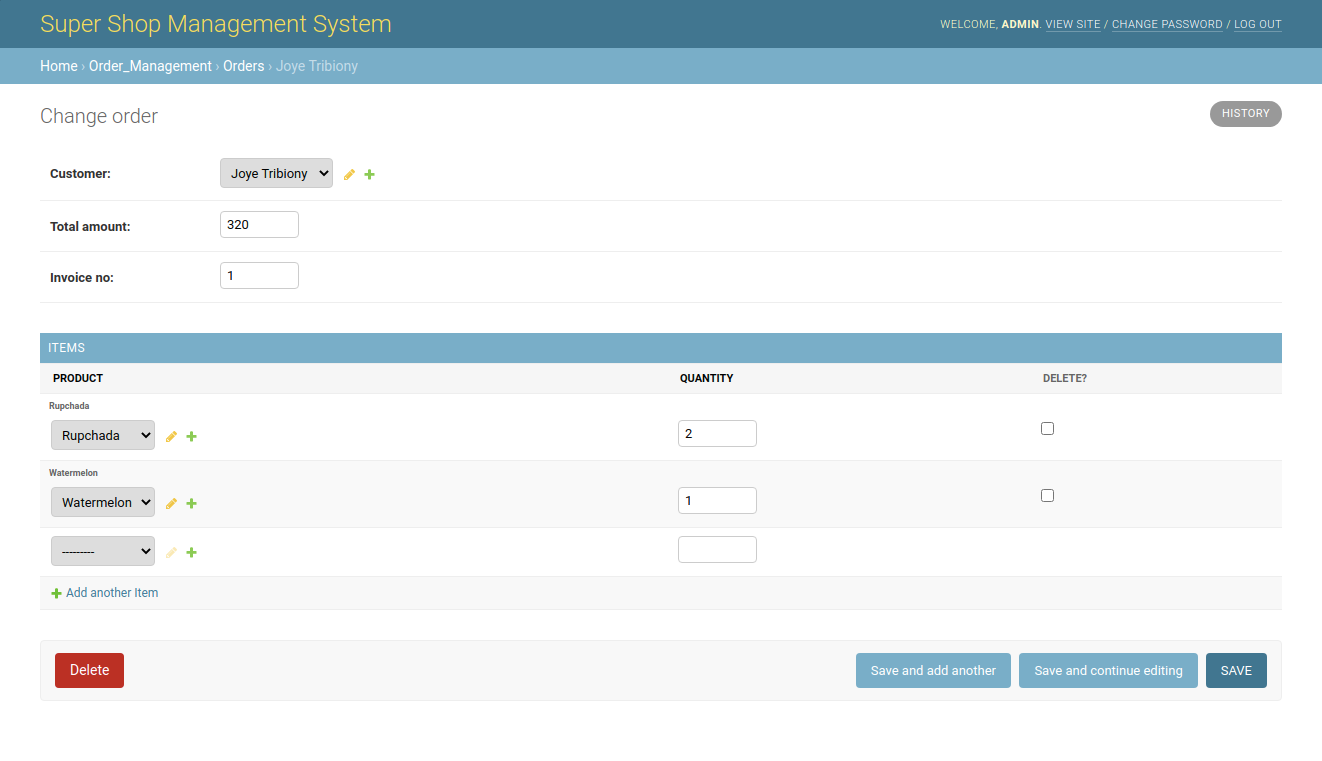 Super Shop Management System
WELCOME, ADMIN. VIEW SITE / CHANGE PASSWORD / LOG OUT
Home › Order_Management › Orders › Joye Tribiony
Change order
HISTORY
Customer: Joye Tribiony
Total amount: 320
Invoice no: 1
ITEMS
PRODUCT QUANTITY DELETE?
Rupchada
Rupchada 2
Watermelon
Watermelon 1
---------
Add another Item
Delete Save and add another Save and continue editing SAVE